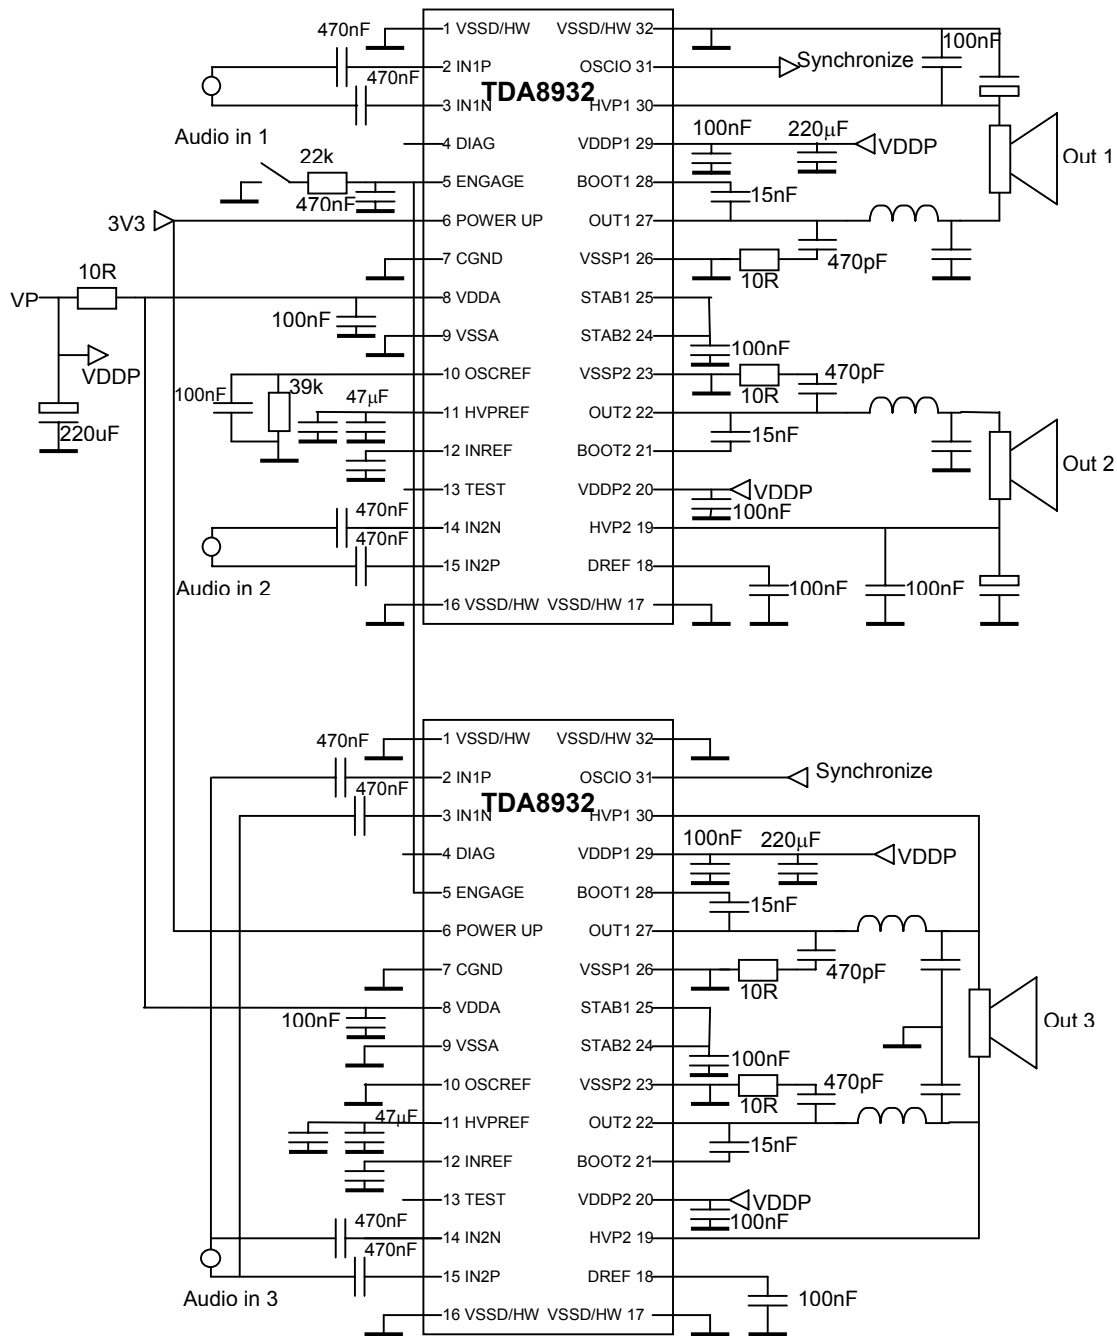 470nF
1 VSSD/HW VSSD/HW 32
100nF
2 IN1P OSCIO 31
Synchronize
470nF
TDA8932
3 IN1N HVP1 30
Audio in 1
4 DIAG VDDP1 29
100nF
220µF
VDDP
Out 1
22k
5 ENGAGE BOOT1 28
470nF
15nF
3V3
6 POWER UP OUT1 27
7 CGND VSSP1 26
470pF
10R
10R
VP
8 VDDA STAB1 25
100nF
9 VSSA STAB2 24
100nF
VDDP
10 OSCREF VSSP2 23
470pF
100nF
39k
10R
47µF
11 HVPREF OUT2 22
220uF
15nF
12 INREF BOOT2 21
Out 2
13 TEST VDDP2 20
VDDP
100nF
470nF
14 IN2N HVP2 19
470nF
15 IN2P DREF 18
Audio in 2
100nF
100nF
16 VSSD/HW VSSD/HW 17
470nF
1 VSSD/HW VSSD/HW 32
2 IN1P OSCIO 31
Synchronize
470nF
TDA8932
3 IN1N HVP1 30
100nF
220µF
4 DIAG VDDP1 29
VDDP
5 ENGAGE BOOT1 28
15nF
6 POWER UP OUT1 27
7 CGND VSSP1 26
470pF
10R
8 VDDA STAB1 25
100nF
Out 3
9 VSSA STAB2 24
100nF
10 OSCREF VSSP2 23
470pF
10R
47µF
11 HVPREF OUT2 22
15nF
12 INREF BOOT2 21
13 TEST VDDP2 20
VDDP
100nF
470nF
14 IN2N HVP2 19
470nF
15 IN2P DREF 18
Audio in 3
100nF
16 VSSD/HW VSSD/HW 17